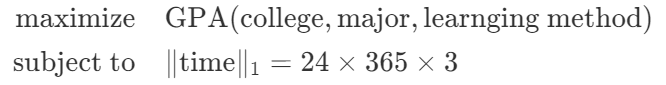 maximize GPA(college, major, learnging method)
subject to ‖time‖₁ = 24 × 365 × 3